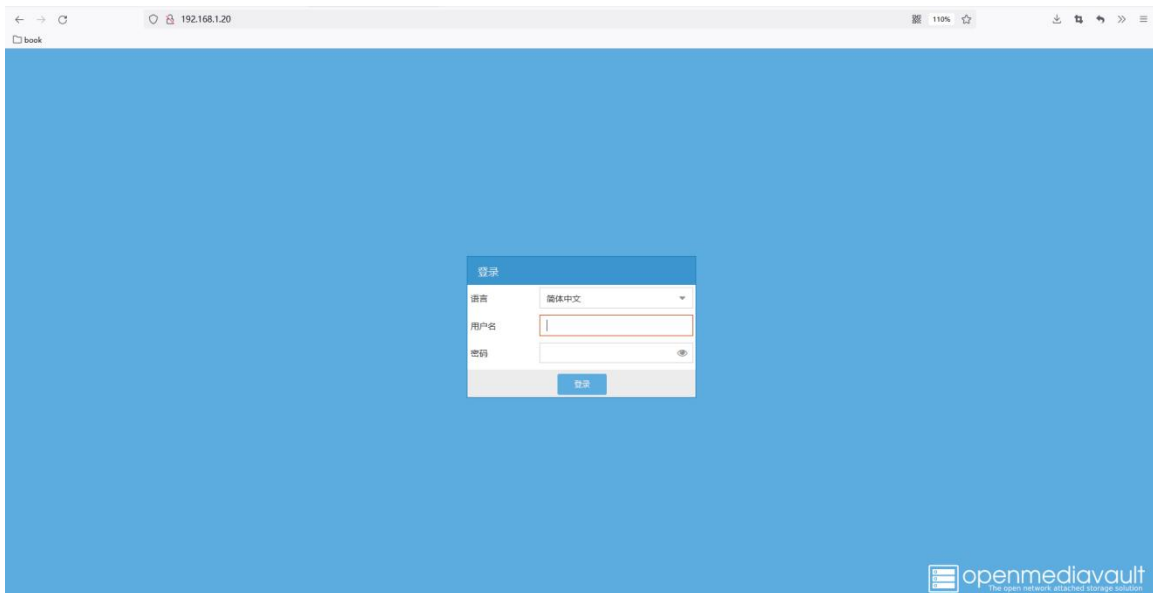 192.168.1.20
110%
book
登录
语言 简体中文
用户名
密码
登录
openmediavault
The open network attached storage solution